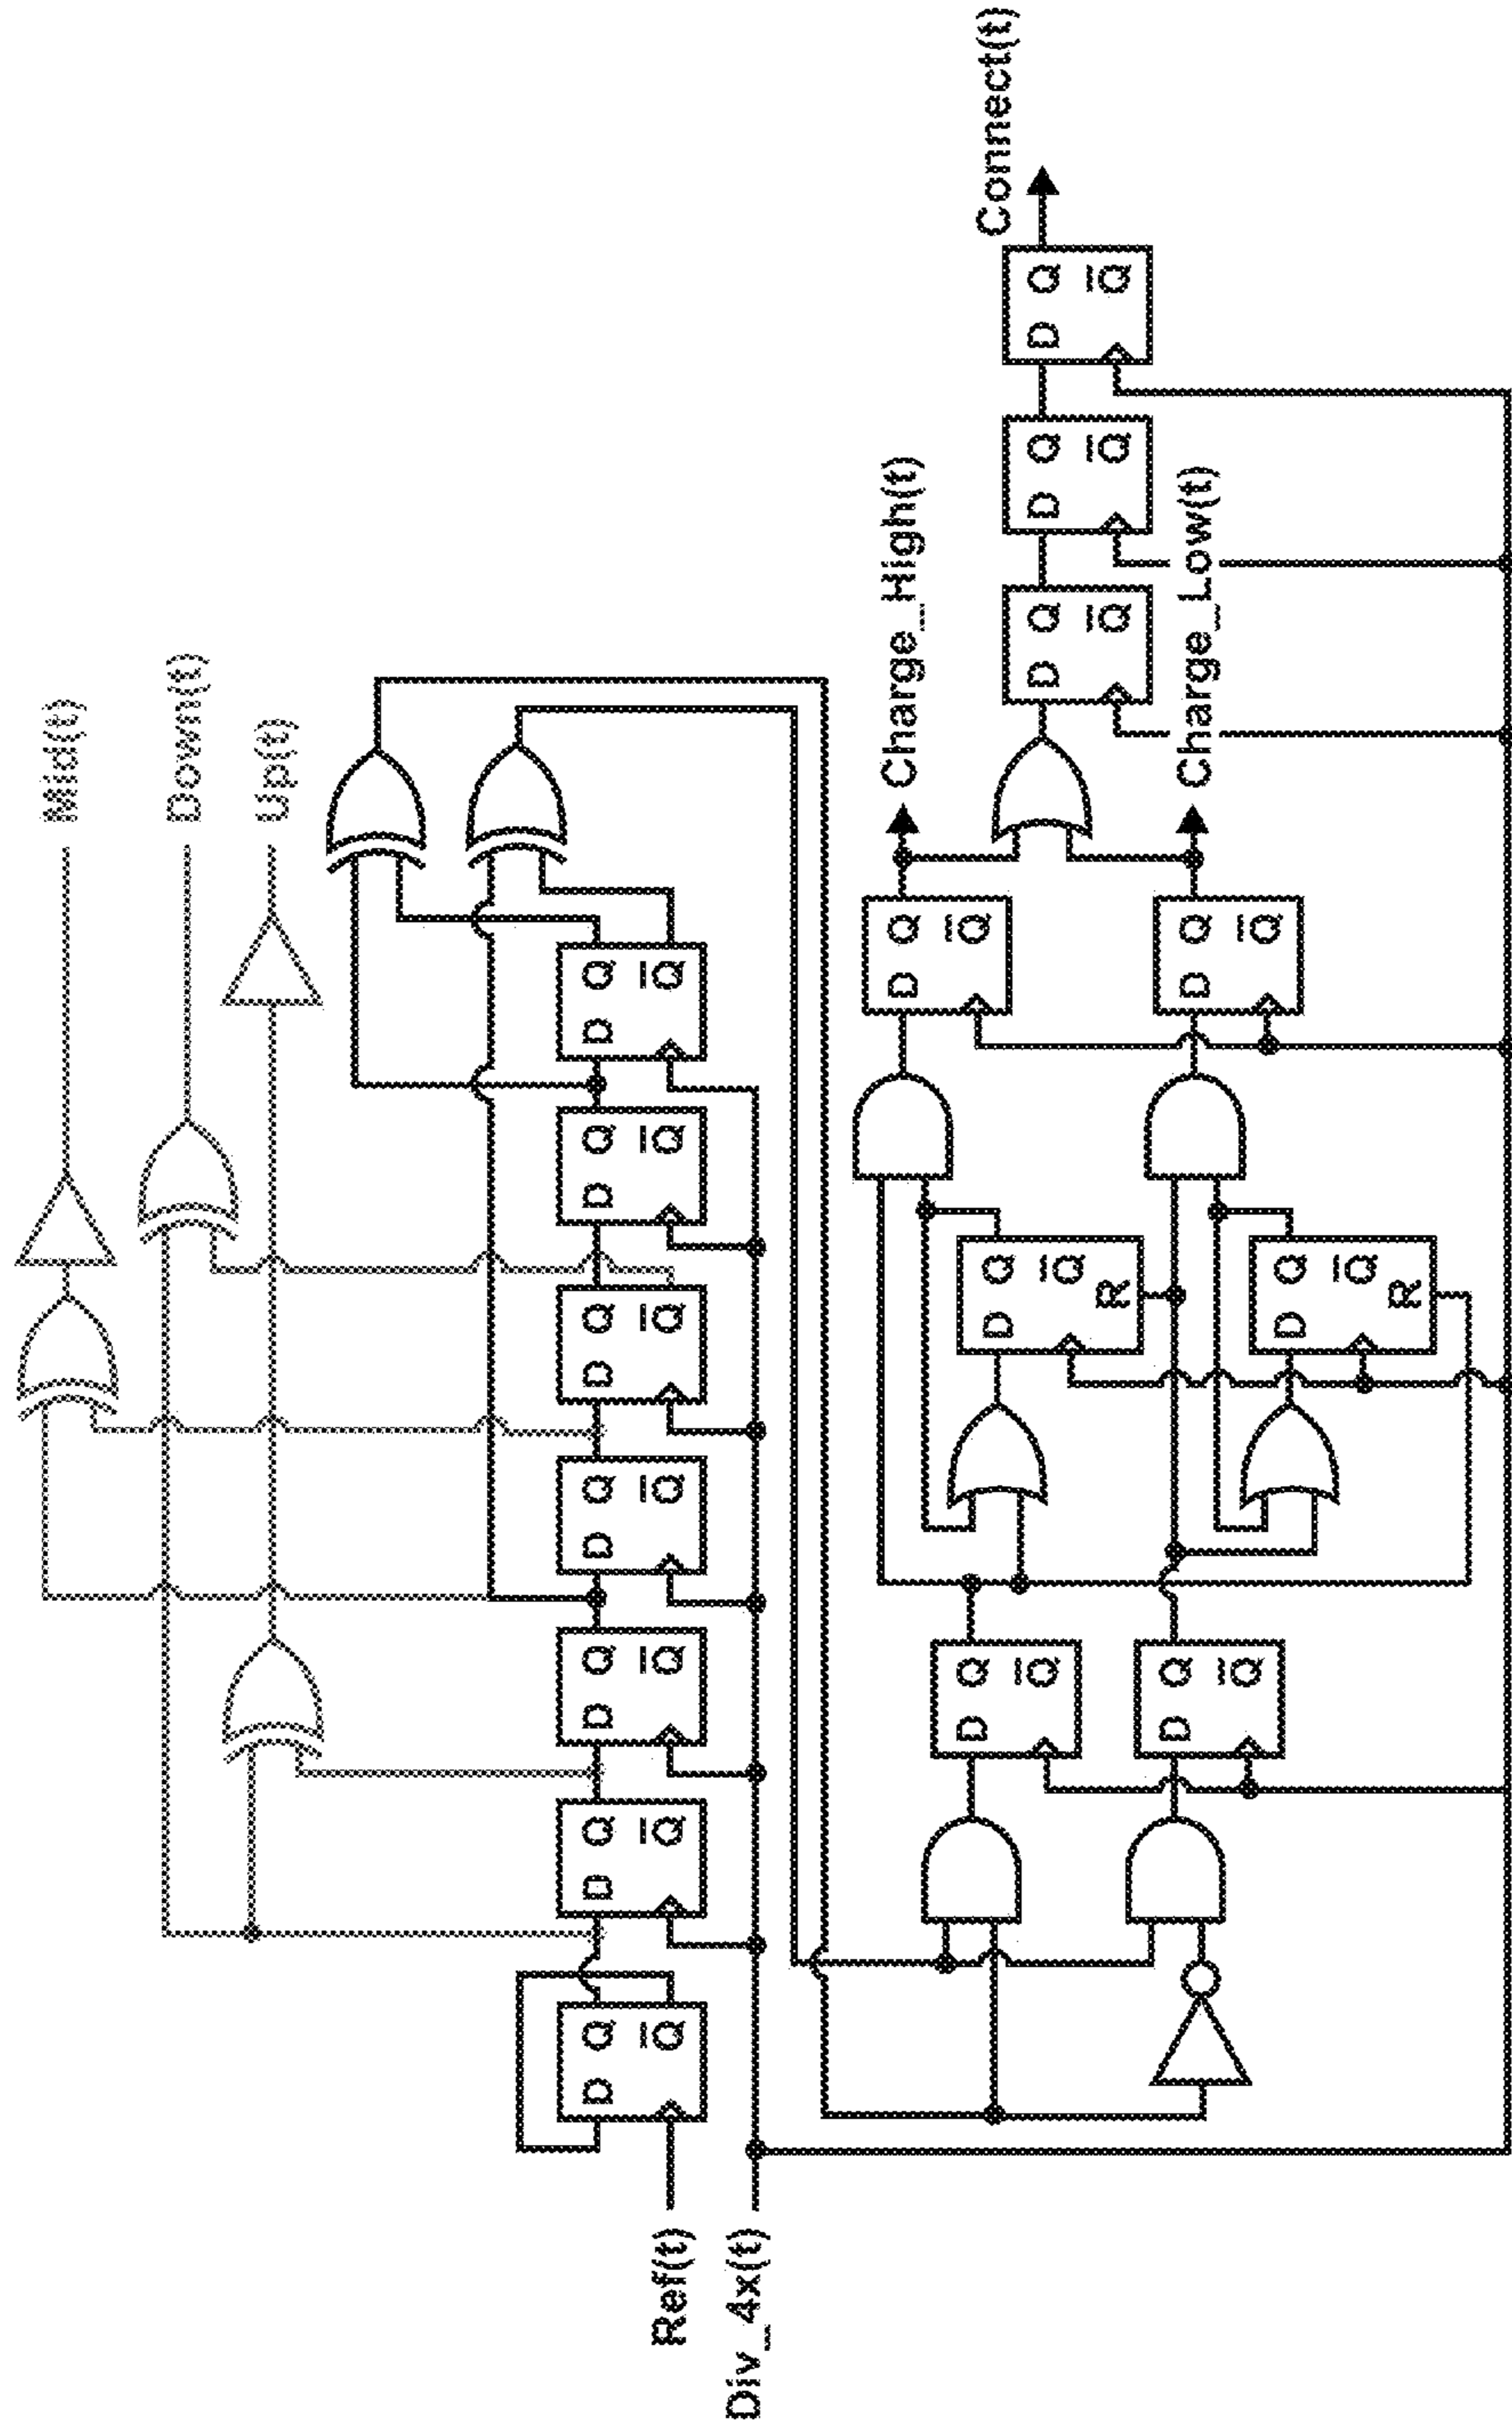 Mid(t)
Down(t)
Up(t)
D Q
Q
D Q
Q
D Q
Q
D Q
Q
D Q
Q
D Q
Q
D Q
Q
Ref(t)
Div_4x(t)
D Q
Q
D Q
Q
D Q
Q
R
D Q
Q
R
D Q
Q
Charge_High(t)
D Q
Q
Charge_Low(t)
D Q
Q
D Q
Q
D Q
Q
Connect(t)